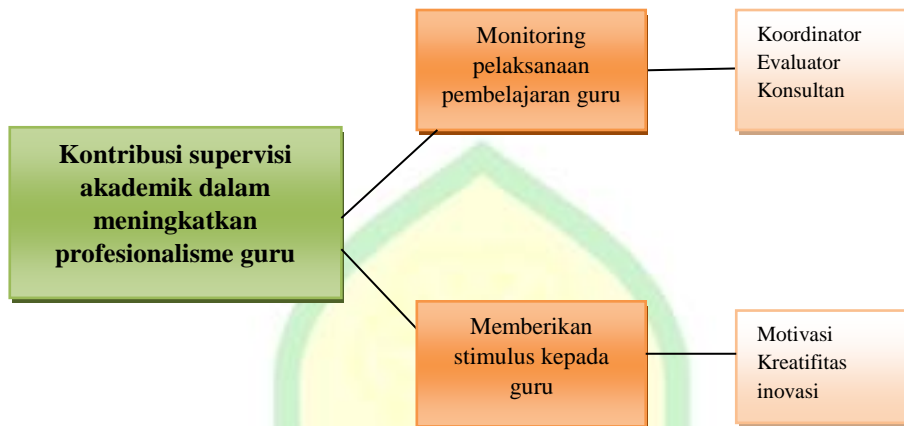 Monitoring
pelaksanaan
pembelajaran guru
Koordinator
Evaluator
Konsultan
Kontribusi supervisi
akademik dalam
meningkatkan
profesionalisme guru
Memberikan
stimulus kepada
guru
Motivasi
Kreatifitas
inovasi